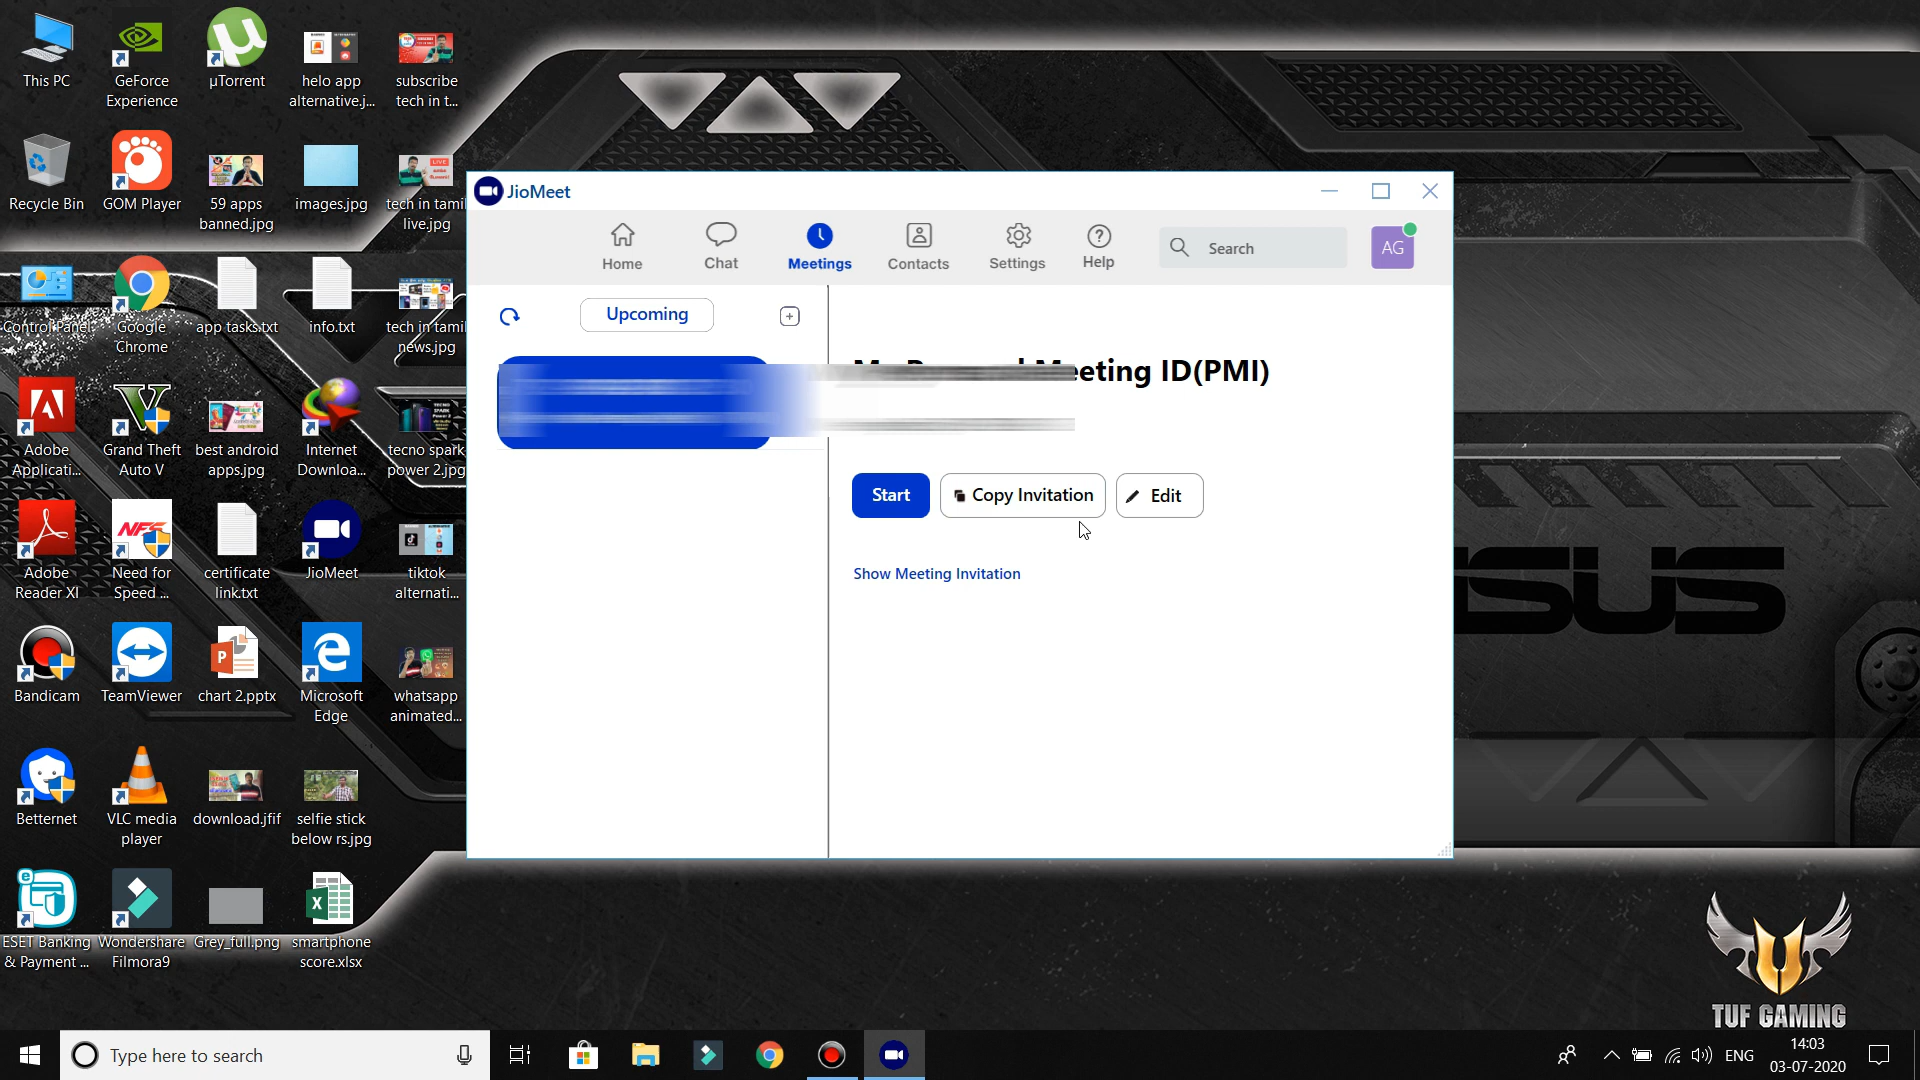 This PC
GeForce
Experience
µTorrent
helo app
alternative.j...
subscribe
tech in t...
Recycle Bin
GOM Player
59 apps
banned.jpg
images.jpg
tech in tamil
live.jpg
Control Panel
Google
Chrome
app tasks.txt
info.txt
tech in tamil
news.jpg
Adobe
Applicati...
Grand Theft
Auto V
best android
apps.jpg
Internet
Downloa...
tecno spark
power 2.jpg
Adobe
Reader XI
Need for
Speed ...
certificate
link.txt
JioMeet
tiktok
alternati...
Bandicam
TeamViewer
chart 2.pptx
Microsoft
Edge
whatsapp
animated...
Betternet
VLC media
player
download.jfif
selfie stick
below rs.jpg
ESET Banking
& Payment ...
Wondershare
Filmora9
Grey_full.png
smartphone
score.xlsx
JioMeet
Home
Chat
Meetings
Contacts
Settings
Help
Search
AG
Upcoming
Meeting ID(PMI)
Start
Copy Invitation
Edit
Show Meeting Invitation
TUF GAMING
Type here to search
ENG
14:03
03-07-2020